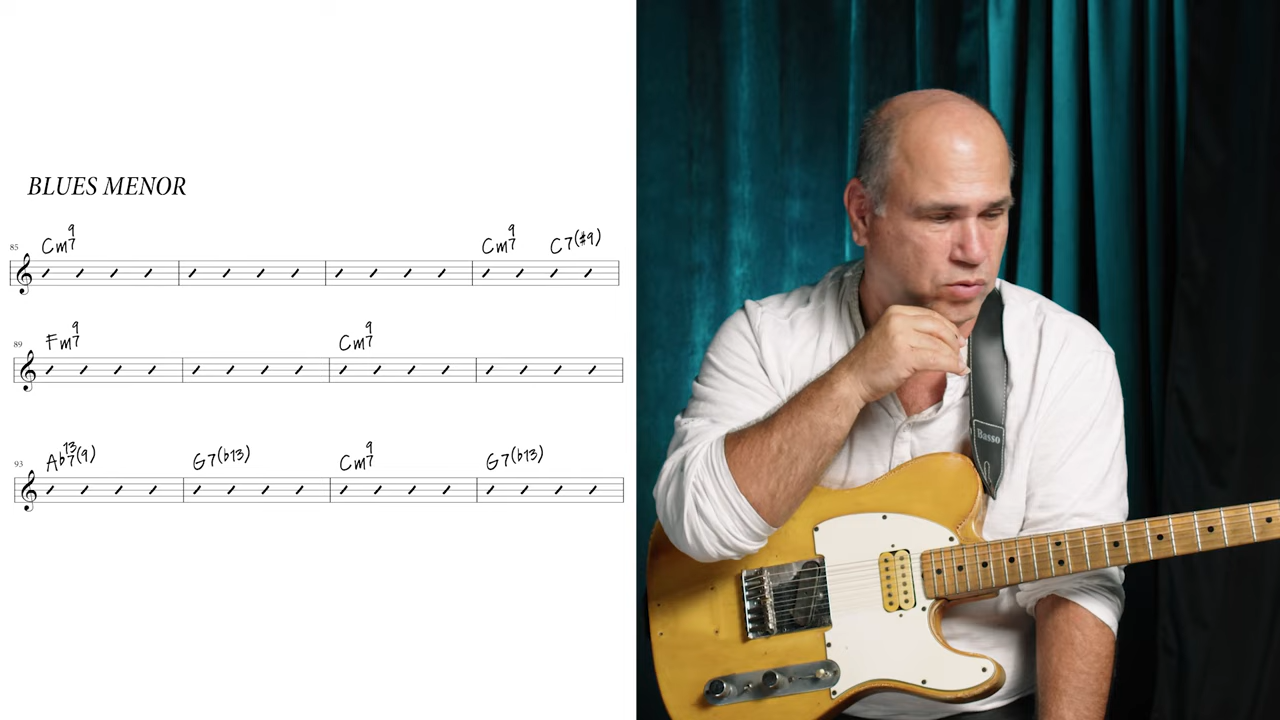 BLUES MENOR
85 Cm7 9 Cm7 9 C7(#9)
89 Fm7 9 Cm7 9
93 Ab7 13(9) G7(b13) Cm7 9 G7(b13)
Basso